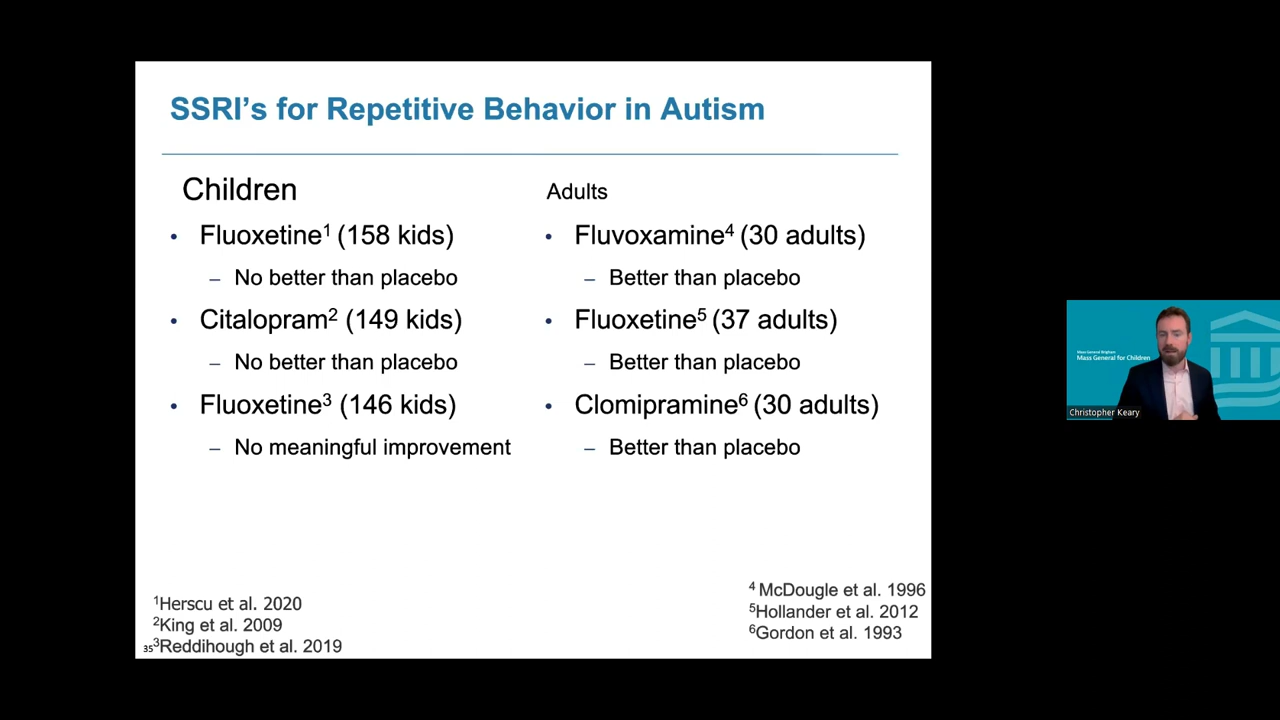 SSRI's for Repetitive Behavior in Autism
Children
• Fluoxetine¹ (158 kids)
– No better than placebo
• Citalopram² (149 kids)
– No better than placebo
• Fluoxetine³ (146 kids)
– No meaningful improvement
Adults
• Fluvoxamine⁴ (30 adults)
– Better than placebo
• Fluoxetine⁵ (37 adults)
– Better than placebo
• Clomipramine⁶ (30 adults)
– Better than placebo
¹Herscu et al. 2020
²King et al. 2009
³Reddihough et al. 2019
35
⁴ McDougle et al. 1996
⁵Hollander et al. 2012
⁶Gordon et al. 1993
Mass General Brigham
Mass General for Children
Christopher Keary